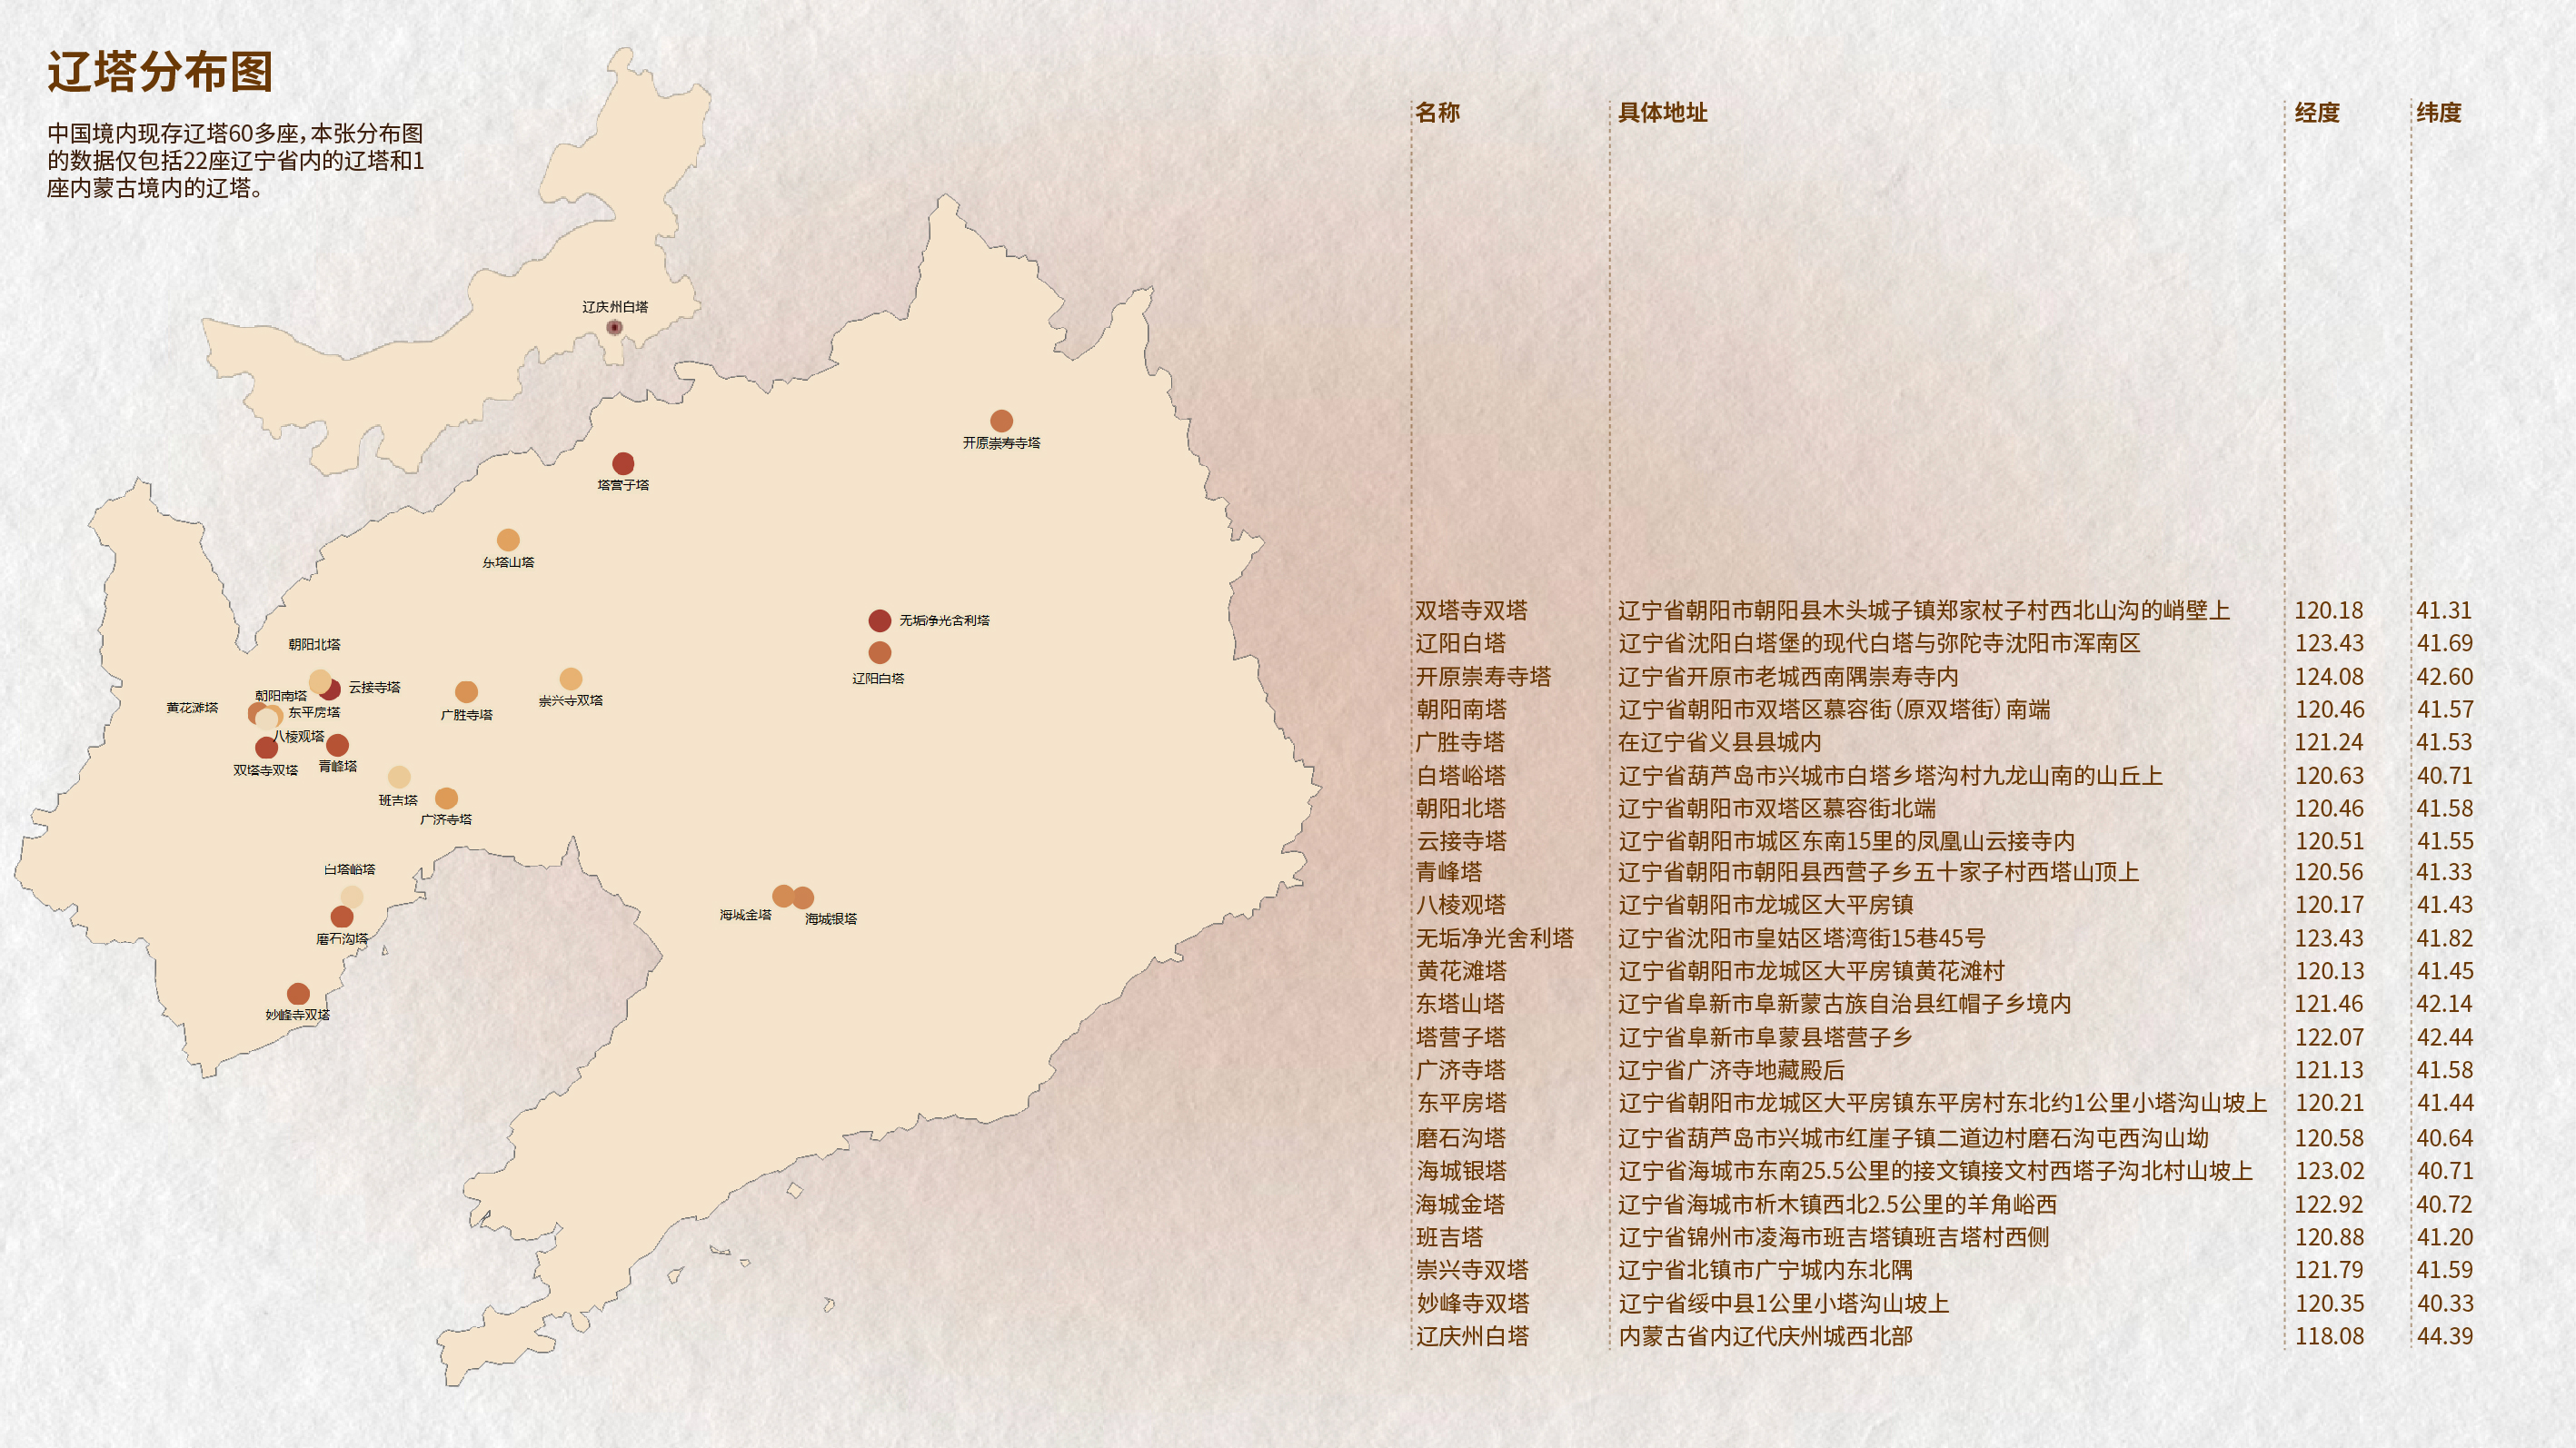 辽塔分布图
中国境内现存辽塔60多座，本张分布图
的数据仅包括22座辽宁省内的辽塔和1
座内蒙古境内的辽塔。
辽庆州白塔
开原崇寿寺塔
塔营子塔
东塔山塔
无垢净光舍利塔
辽阳白塔
朝阳北塔
云接寺塔
朝阳南塔
黄花滩塔
东平房塔
八棱观塔
双塔寺双塔
青峰塔
广胜寺塔
崇兴寺双塔
班吉塔
广济寺塔
白塔峪塔
磨石沟塔
海城金塔
海城银塔
妙峰寺双塔
名称 具体地址 经度 纬度
双塔寺双塔 辽宁省朝阳市朝阳县木头城子镇郑家杖子村西北山沟的峭壁上 120.18 41.31
辽阳白塔 辽宁省沈阳白塔堡的现代白塔与弥陀寺沈阳市浑南区 123.43 41.69
开原崇寿寺塔 辽宁省开原市老城西南隅崇寿寺内 124.08 42.60
朝阳南塔 辽宁省朝阳市双塔区慕容街（原双塔街）南端 120.46 41.57
广胜寺塔 在辽宁省义县县城内 121.24 41.53
白塔峪塔 辽宁省葫芦岛市兴城市白塔乡塔沟村九龙山南的山丘上 120.63 40.71
朝阳北塔 辽宁省朝阳市双塔区慕容街北端 120.46 41.58
云接寺塔 辽宁省朝阳市城区东南15里的凤凰山云接寺内 120.51 41.55
青峰塔 辽宁省朝阳市朝阳县西营子乡五十家子村西塔山顶上 120.56 41.33
八棱观塔 辽宁省朝阳市龙城区大平房镇 120.17 41.43
无垢净光舍利塔 辽宁省沈阳市皇姑区塔湾街15巷45号 123.43 41.82
黄花滩塔 辽宁省朝阳市龙城区大平房镇黄花滩村 120.13 41.45
东塔山塔 辽宁省阜新市阜新蒙古族自治县红帽子乡境内 121.46 42.14
塔营子塔 辽宁省阜新市阜蒙县塔营子乡 122.07 42.44
广济寺塔 辽宁省广济寺地藏殿后 121.13 41.58
东平房塔 辽宁省朝阳市龙城区大平房镇东平房村东北约1公里小塔沟山坡上 120.21 41.44
磨石沟塔 辽宁省葫芦岛市兴城市红崖子镇二道边村磨石沟屯西沟山坳 120.58 40.64
海城银塔 辽宁省海城市东南25.5公里的接文镇接文村西塔子沟北村山坡上 123.02 40.71
海城金塔 辽宁省海城市析木镇西北2.5公里的羊角峪西 122.92 40.72
班吉塔 辽宁省锦州市凌海市班吉塔镇班吉塔村西侧 120.88 41.20
崇兴寺双塔 辽宁省北镇市广宁城内东北隅 121.79 41.59
妙峰寺双塔 辽宁省绥中县1公里小塔沟山坡上 120.35 40.33
辽庆州白塔 内蒙古省内辽代庆州城西北部 118.08 44.39